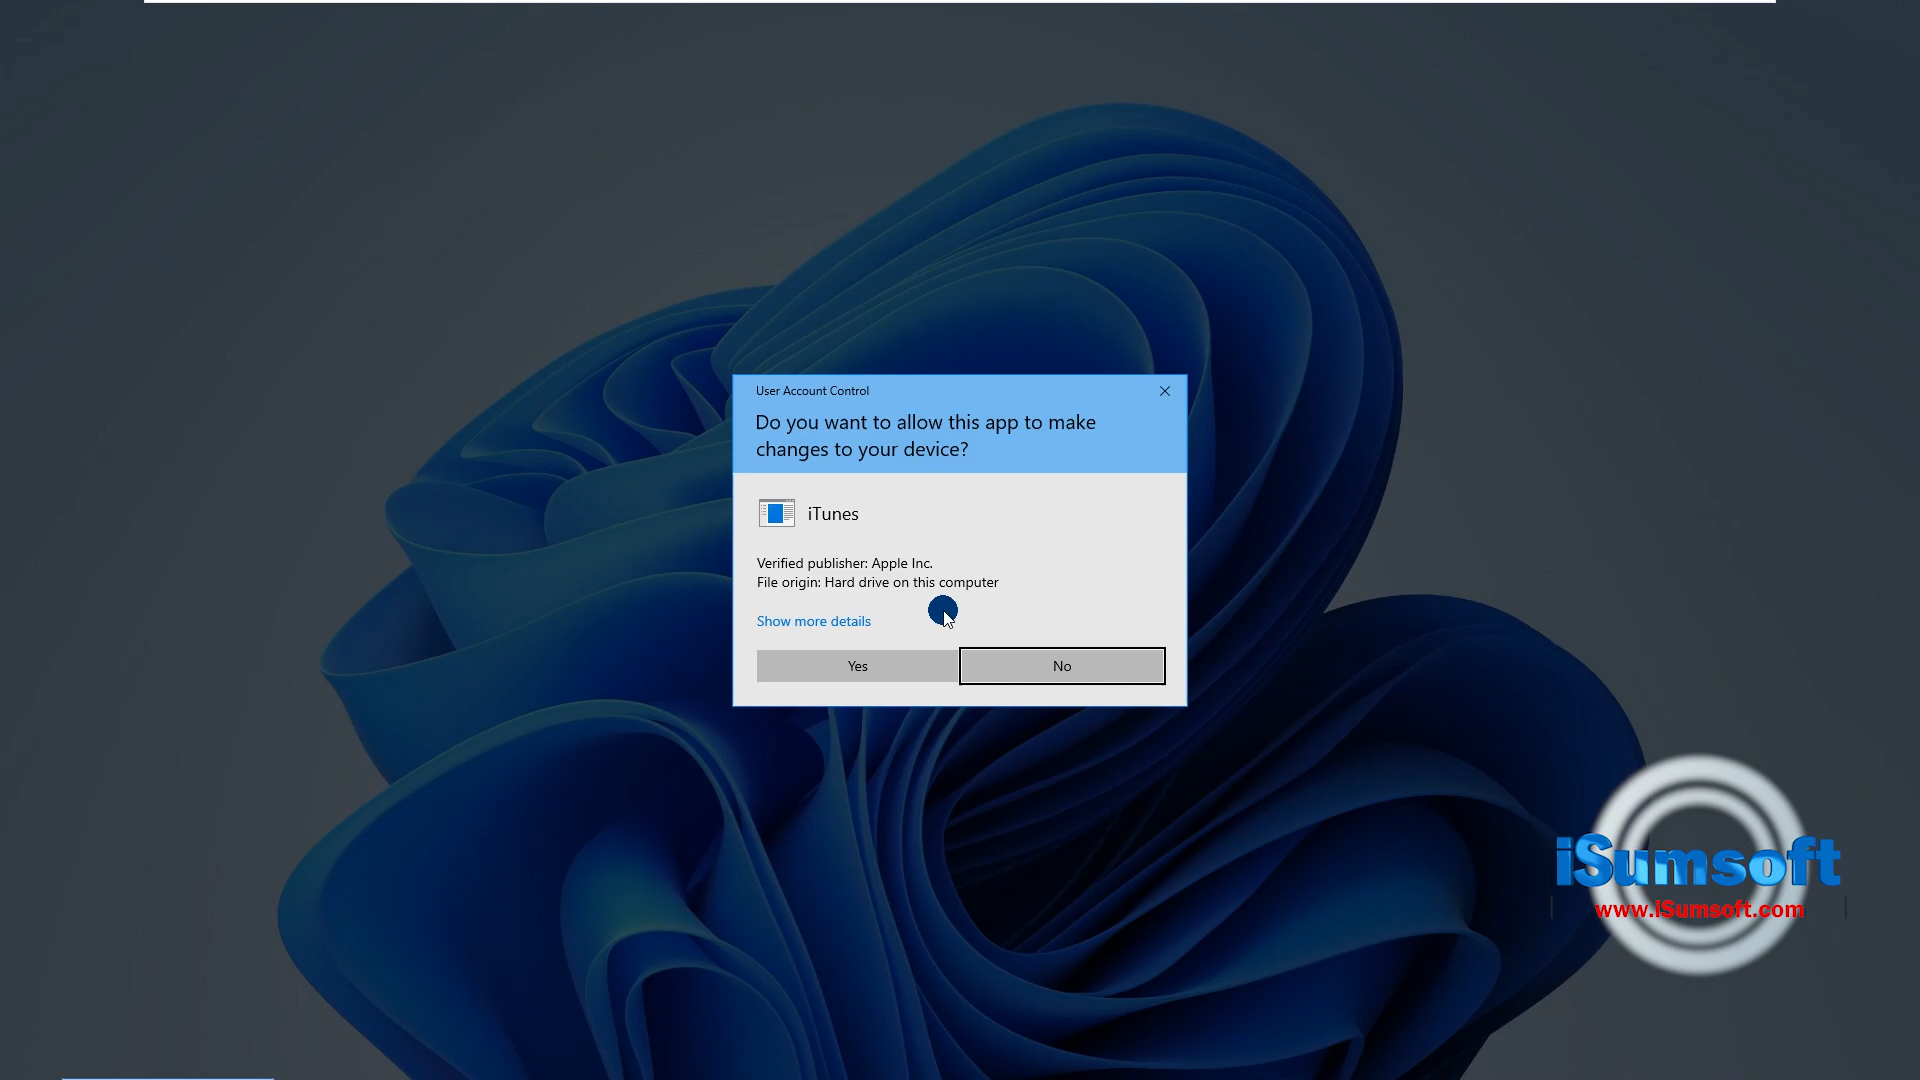 User Account Control
Do you want to allow this app to make
changes to your device?
iTunes
Verified publisher: Apple Inc.
File origin: Hard drive on this computer
Show more details
Yes
No
iSumsoft
www.iSumsoft.com